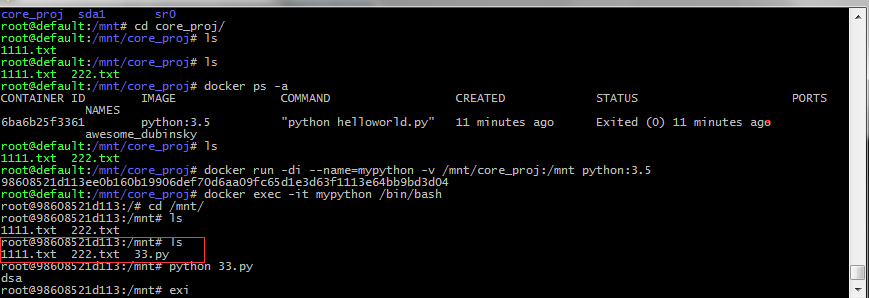 core_proj  sda1      sr0
root@default:/mnt# cd core_proj/
root@default:/mnt/core_proj# ls
1111.txt
root@default:/mnt/core_proj# ls
1111.txt  222.txt
root@default:/mnt/core_proj# docker ps -a
CONTAINER ID        IMAGE               COMMAND                  CREATED             STATUS                      PORTS
               NAMES
6ba6b25f3361        python:3.5          "python helloworld.py"   11 minutes ago      Exited (0) 11 minutes ago
               awesome_dubinsky
root@default:/mnt/core_proj# ls
1111.txt  222.txt
root@default:/mnt/core_proj# docker run -di --name=mypython -v /mnt/core_proj:/mnt python:3.5
98608521d113ee0b160b19906def70d6aa09fc65d1e3d63f1113e64bb9bd3d04
root@default:/mnt/core_proj# docker exec -it mypython /bin/bash
root@98608521d113:/# cd /mnt/
root@98608521d113:/mnt# ls
1111.txt  222.txt
root@98608521d113:/mnt# ls
1111.txt  222.txt  33.py
root@98608521d113:/mnt# python 33.py
dsa
root@98608521d113:/mnt# exi